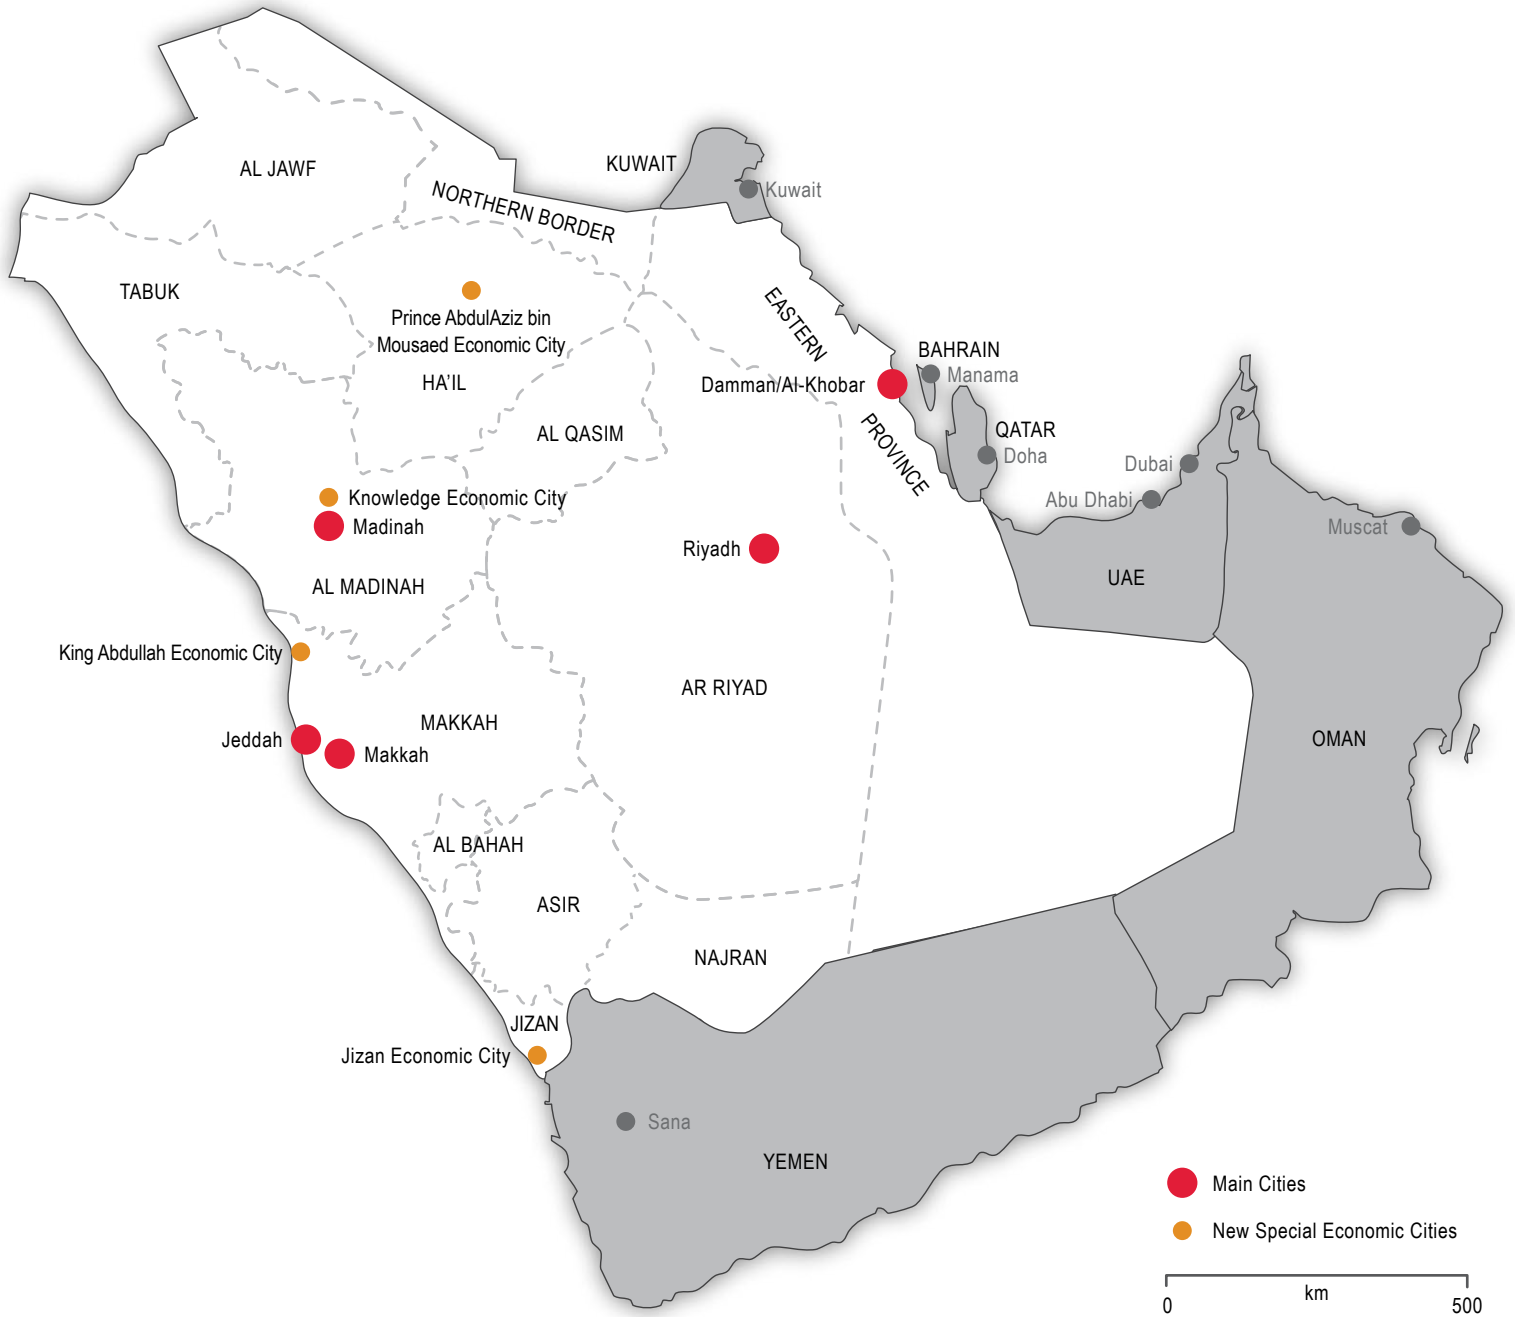 KUWAIT
Kuwait
AL JAWF
NORTHERN BORDER
TABUK
Prince AbdulAziz bin
Mousaed Economic City
HA'IL
EASTERN
PROVINCE
BAHRAIN
Manama
Damman/Al-Khobar
AL QASIM
QATAR
Doha
Dubai
Abu Dhabi
Muscat
Knowledge Economic City
Madinah
Riyadh
UAE
AL MADINAH
King Abdullah Economic City
AR RIYAD
MAKKAH
Jeddah
Makkah
OMAN
AL BAHAH
ASIR
NAJRAN
JIZAN
Jizan Economic City
Sana
YEMEN
Main Cities
New Special Economic Cities
km
0
500